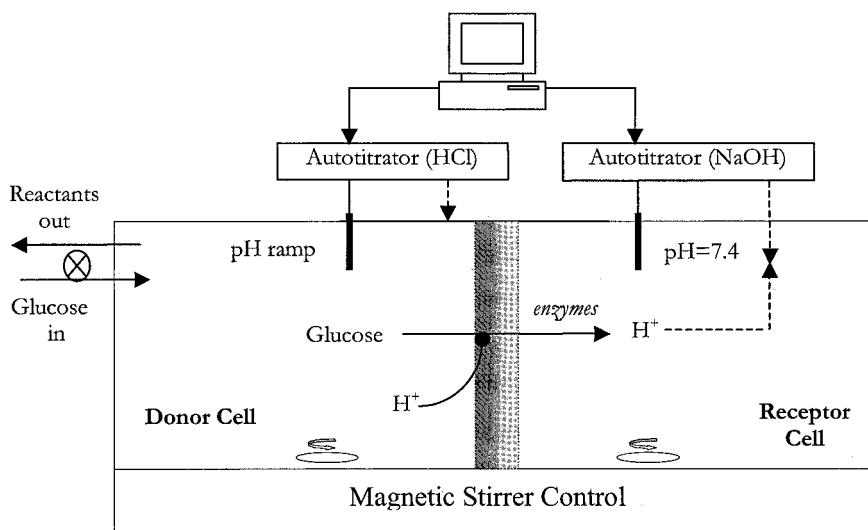 Autotitrator (HCl)
Autotitrator (NaOH)
Reactants
out
pH ramp
pH=7.4
Glucose
in
Glucose
enzymes
H⁺
H⁺
Donor Cell
Receptor
Cell
Magnetic Stirrer Control